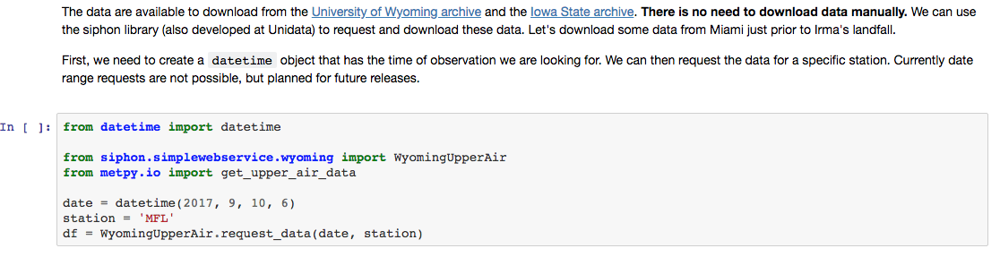 The data are available to download from the University of Wyoming archive and the Iowa State archive. There is no need to download data manually. We can use
the siphon library (also developed at Unidata) to request and download these data. Let's download some data from Miami just prior to Irma's landfall.
First, we need to create a datetime object that has the time of observation we are looking for. We can then request the data for a specific station. Currently date
range requests are not possible, but planned for future releases.
In [ ]: from datetime import datetime
from siphon.simplewebservice.wyoming import WyomingUpperAir
from metpy.io import get_upper_air_data
date = datetime(2017, 9, 10, 6)
station = 'MFL'
df = WyomingUpperAir.request_data(date, station)